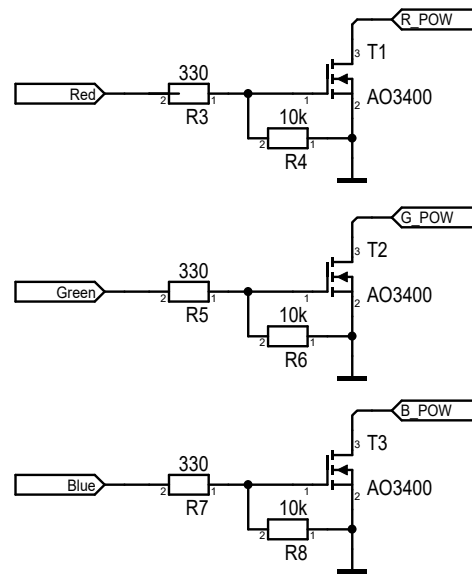 R_POW
3
T1
330
Red
2
1
1
AO3400
R3
10k
2
2
1
R4
G_POW
3
T2
330
Green
2
1
1
AO3400
R5
10k
2
2
1
R6
B_POW
3
T3
330
Blue
2
1
1
AO3400
R7
10k
2
2
1
R8